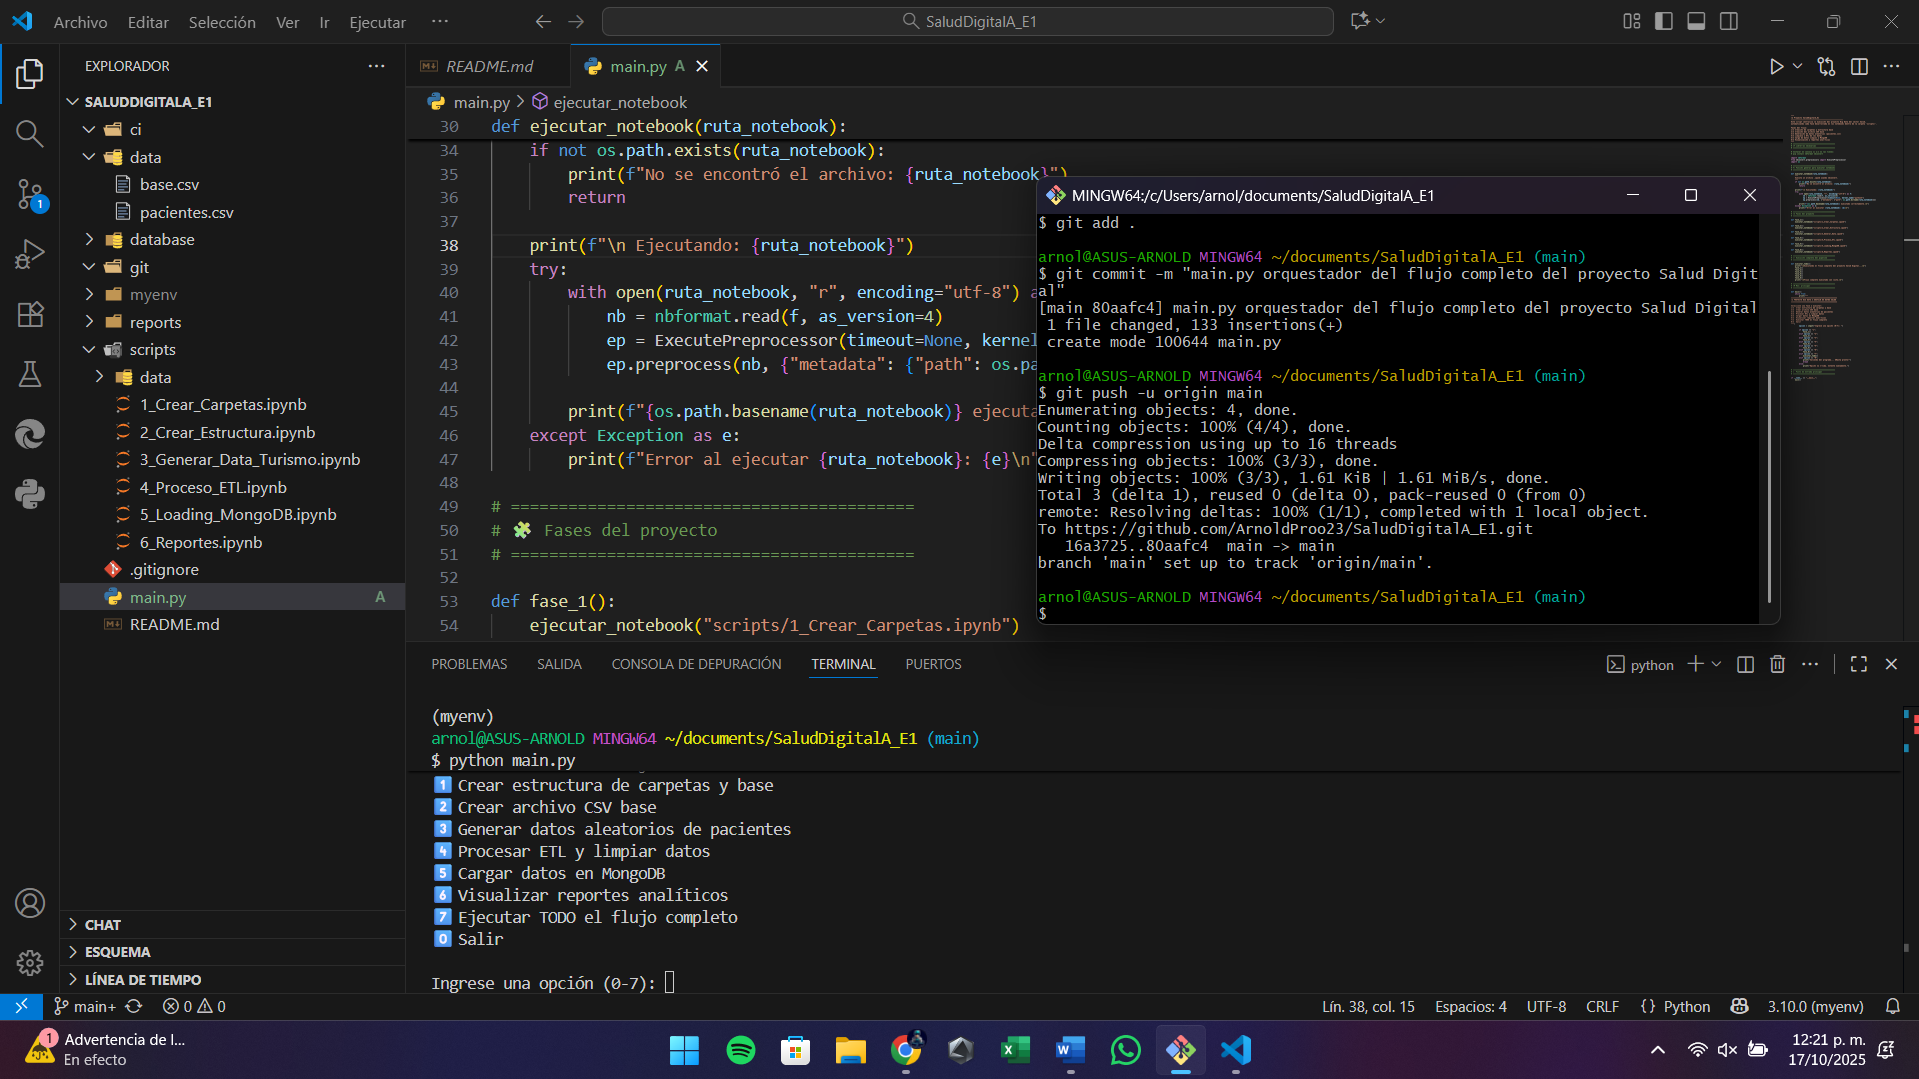 Archivo Editar Selección Ver Ir Ejecutar ···
SaludDigitalA_E1
EXPLORADOR
SALUDDIGITALA_E1
ci
data
base.csv
pacientes.csv
database
git
myenv
reports
scripts
data
1_Crear_Carpetas.ipynb
2_Crear_Estructura.ipynb
3_Generar_Data_Turismo.ipynb
4_Proceso_ETL.ipynb
5_Loading_MongoDB.ipynb
6_Reportes.ipynb
.gitignore
main.py A
README.md
CHAT
ESQUEMA
LÍNEA DE TIEMPO
1
README.md
main.py A
main.py > ejecutar_notebook
30 def ejecutar_notebook(ruta_notebook):
34 if not os.path.exists(ruta_notebook):
35 print(f"No se encontró el archivo: {ruta_notebook}")
36 return
37
38 print(f"\n Ejecutando: {ruta_notebook}")
39 try:
40 with open(ruta_notebook, "r", encoding="utf-8") a
41 nb = nbformat.read(f, as_version=4)
42 ep = ExecutePreprocessor(timeout=None, kernel
43 ep.preprocess(nb, {"metadata": {"path": os.pa
44
45 print(f"{os.path.basename(ruta_notebook)} ejecuta
46 except Exception as e:
47 print(f"Error al ejecutar {ruta_notebook}: {e}\n"
48
49 # ==========================================
50 # 🧩 Fases del proyecto
51 # ==========================================
52
53 def fase_1():
54 ejecutar_notebook("scripts/1_Crear_Carpetas.ipynb")
MINGW64:/c/Users/arnol/documents/SaludDigitalA_E1
$ git add .
arnol@ASUS-ARNOLD MINGW64 ~/documents/SaludDigitalA_E1 (main)
$ git commit -m "main.py orquestador del flujo completo del proyecto Salud Digit
al"
[main 80aafc4] main.py orquestador del flujo completo del proyecto Salud Digital
1 file changed, 133 insertions(+)
create mode 100644 main.py
arnol@ASUS-ARNOLD MINGW64 ~/documents/SaludDigitalA_E1 (main)
$ git push -u origin main
Enumerating objects: 4, done.
Counting objects: 100% (4/4), done.
Delta compression using up to 16 threads
Compressing objects: 100% (3/3), done.
Writing objects: 100% (3/3), 1.61 KiB | 1.61 MiB/s, done.
Total 3 (delta 1), reused 0 (delta 0), pack-reused 0 (from 0)
remote: Resolving deltas: 100% (1/1), completed with 1 local object.
To https://github.com/ArnoldProo23/SaludDigitalA_E1.git
16a3725..80aafc4 main -> main
branch 'main' set up to track 'origin/main'.
arnol@ASUS-ARNOLD MINGW64 ~/documents/SaludDigitalA_E1 (main)
$
PROBLEMAS SALIDA CONSOLA DE DEPURACIÓN TERMINAL PUERTOS
python
(myenv)
arnol@ASUS-ARNOLD MINGW64 ~/documents/SaludDigitalA_E1 (main)
$ python main.py
1 Crear estructura de carpetas y base
2 Crear archivo CSV base
3 Generar datos aleatorios de pacientes
4 Procesar ETL y limpiar datos
5 Cargar datos en MongoDB
6 Visualizar reportes analíticos
7 Ejecutar TODO el flujo completo
0 Salir
Ingrese una opción (0-7):
main+ 0 0
Lín. 38, col. 15 Espacios: 4 UTF-8 CRLF {} Python 3.10.0 (myenv)
1
Advertencia de l...
En efecto
12:21 p. m.
17/10/2025